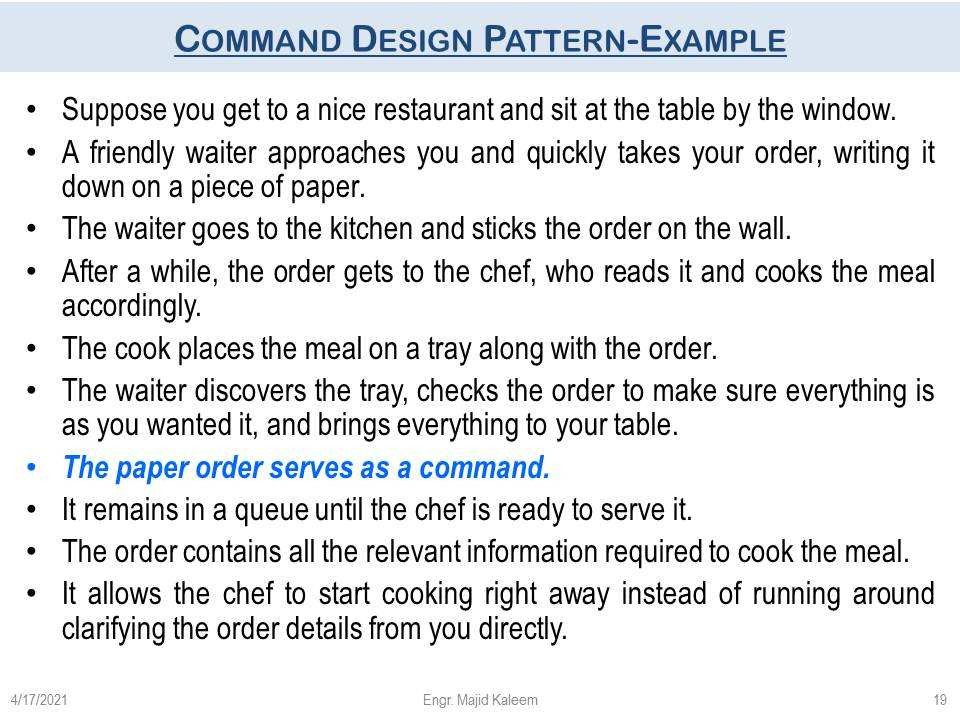 COMMAND DESIGN PATTERN-EXAMPLE
• Suppose you get to a nice restaurant and sit at the table by the window.
• A friendly waiter approaches you and quickly takes your order, writing it
down on a piece of paper.
• The waiter goes to the kitchen and sticks the order on the wall.
• After a while, the order gets to the chef, who reads it and cooks the meal
accordingly.
• The cook places the meal on a tray along with the order.
• The waiter discovers the tray, checks the order to make sure everything is
as you wanted it, and brings everything to your table.
• The paper order serves as a command.
• It remains in a queue until the chef is ready to serve it.
• The order contains all the relevant information required to cook the meal.
• It allows the chef to start cooking right away instead of running around
clarifying the order details from you directly.
4/17/2021 Engr. Majid Kaleem 19